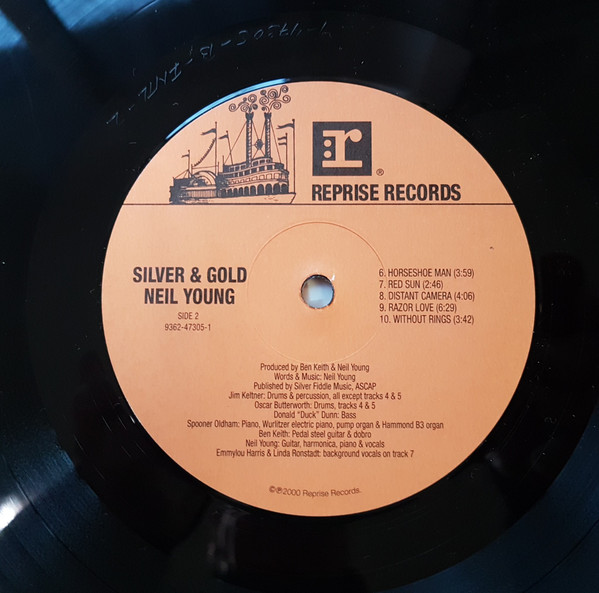 r
®
REPRISE RECORDS
SILVER & GOLD
NEIL YOUNG
SIDE 2
9362-47305-1
6. HORSESHOE MAN (3:59)
7. RED SUN (2:46)
8. DISTANT CAMERA (4:06)
9. RAZOR LOVE (6:29)
10. WITHOUT RINGS (3:42)
Produced by Ben Keith & Neil Young
Words & Music: Neil Young
Published by Silver Fiddle Music, ASCAP
Jim Keltner: Drums & percussion, all except tracks 4 & 5
Oscar Butterworth: Drums, tracks 4 & 5
Donald "Duck" Dunn: Bass
Spooner Oldham: Piano, Wurlitzer electric piano, pump organ & Hammond B3 organ
Ben Keith: Pedal steel guitar & dobro
Neil Young: Guitar, harmonica, piano & vocals
Emmylou Harris & Linda Ronstadt: background vocals on track 7
©℗2000 Reprise Records.